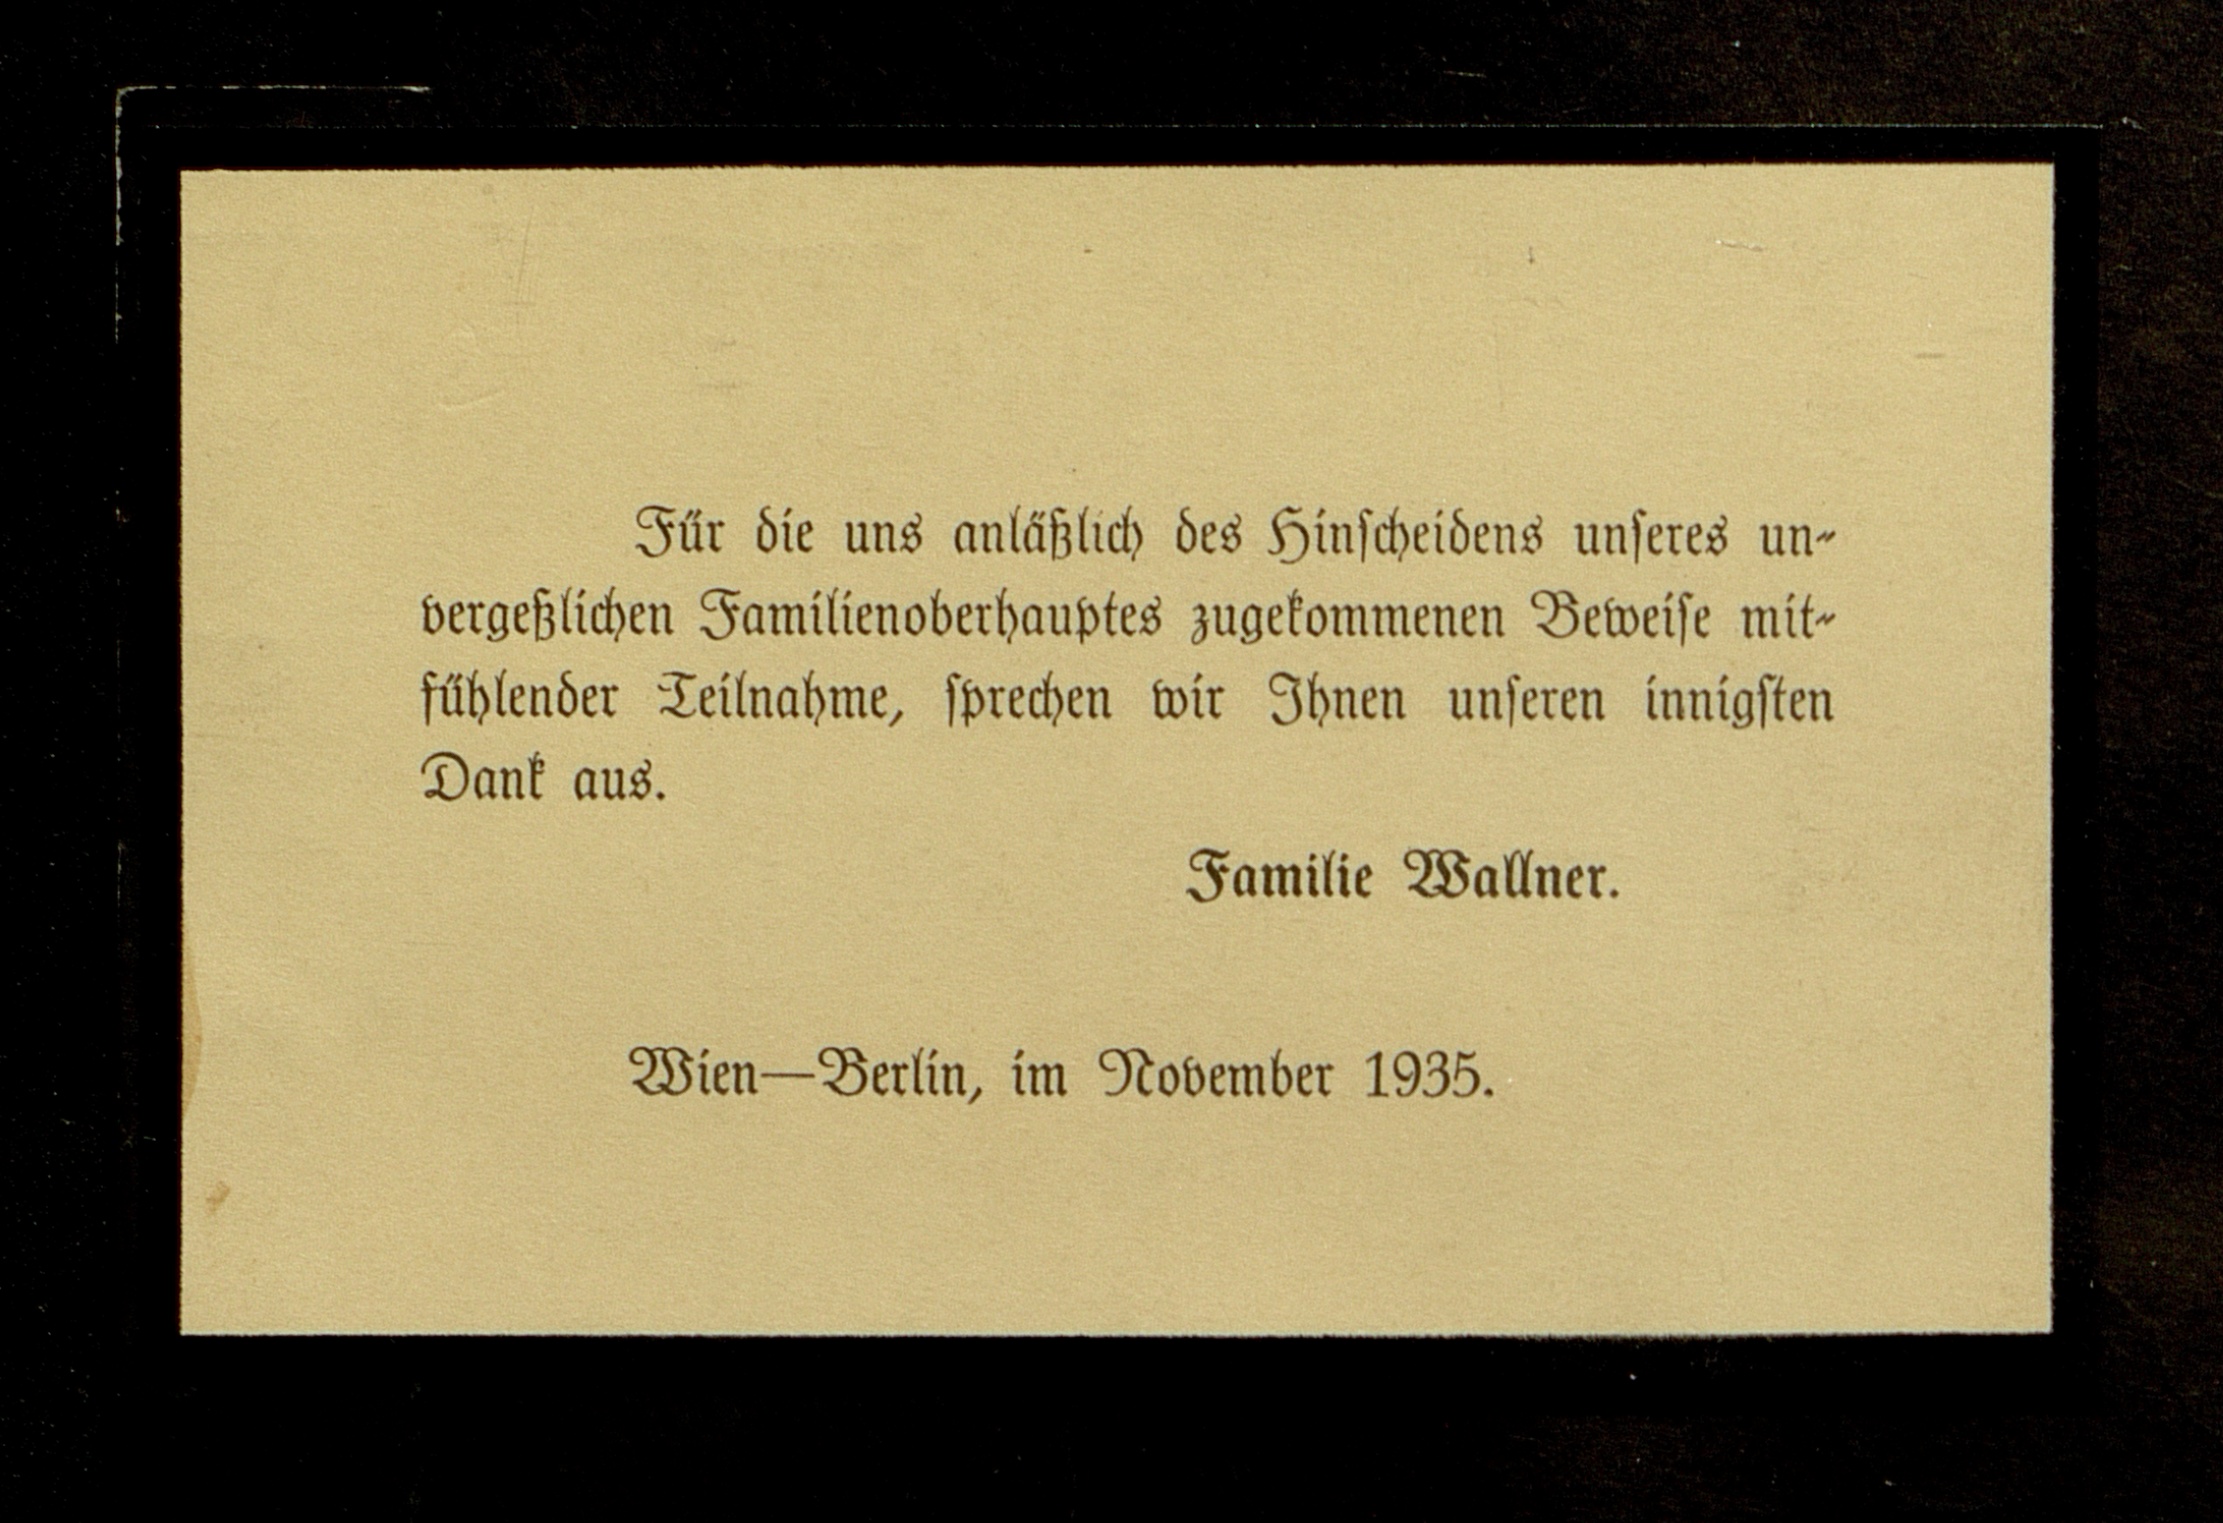 Für die uns anläßlich des Hinscheidens unseres un-
vergeßlichen Familienoberhauptes zugekommenen Beweise mit-
fühlender Teilnahme, sprechen wir Ihnen unseren innigsten
Dank aus.
Familie Wallner.
Wien—Berlin, im November 1935.